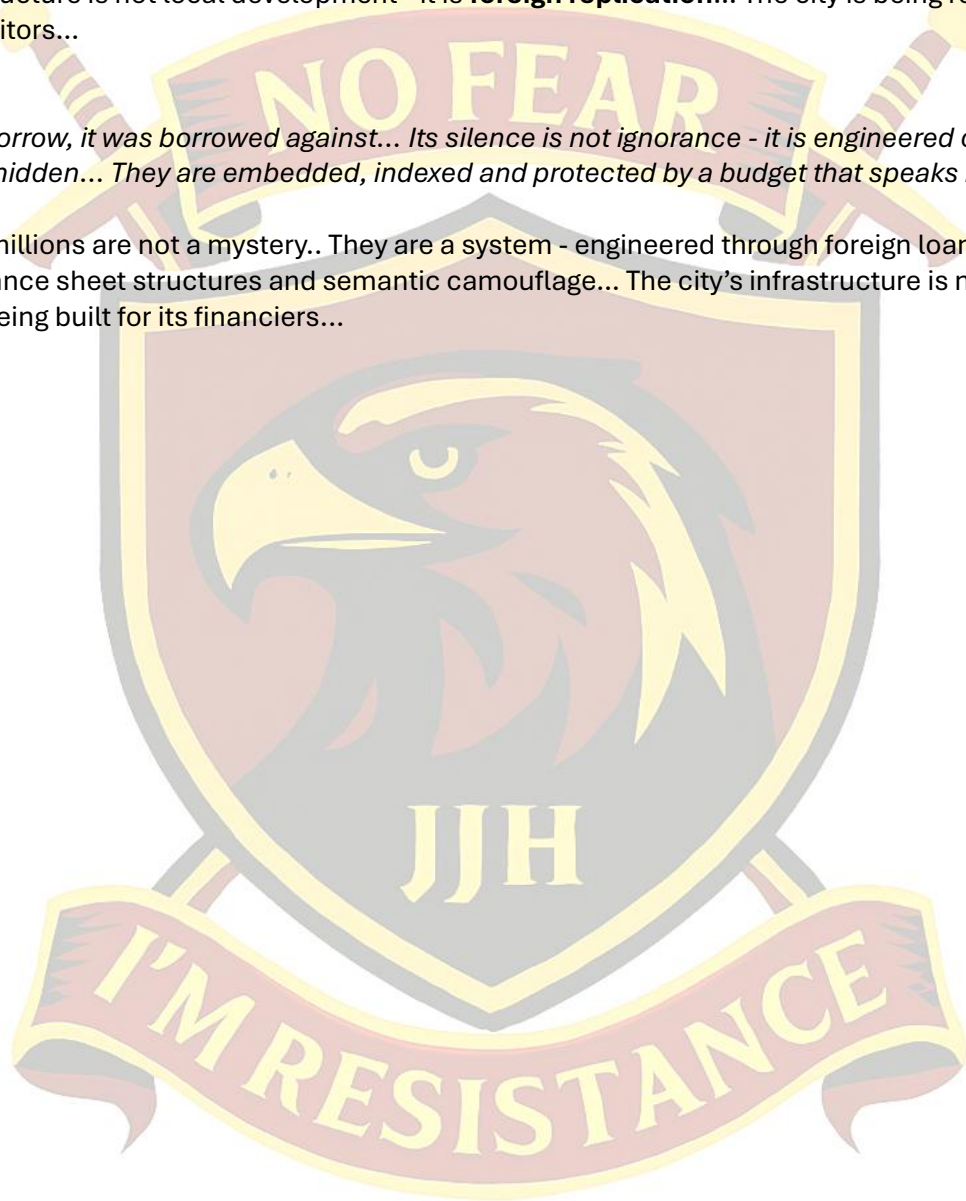 ucture is not local development - it is foreign replication... The city is being re
itors...
NO FEAR
orrow, it was borrowed against... Its silence is not ignorance - it is engineered
hidden... They are embedded, indexed and protected by a budget that speaks
millions are not a mystery.. They are a system - engineered through foreign loan
ance sheet structures and semantic camouflage... The city's infrastructure is n
eing built for its financiers...
JJH
I'M RESISTANCE